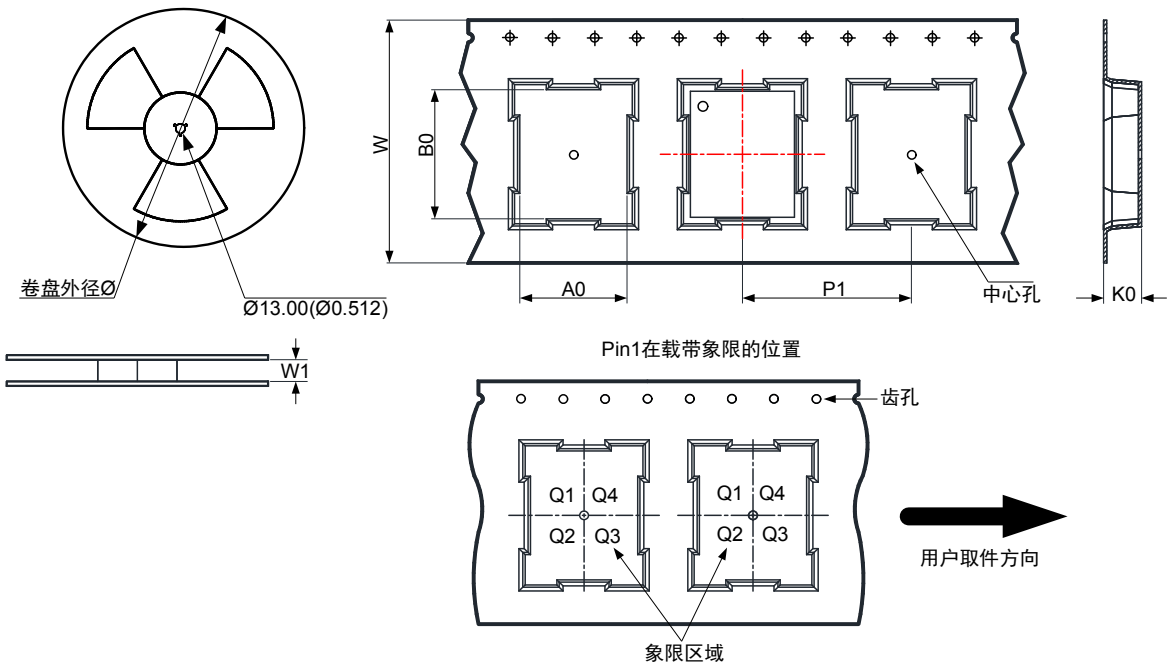 W
B0
A0
P1
中心孔
K0
卷盘外径Ø
Ø13.00(Ø0.512)
W1
Pin1在载带象限的位置
齿孔
Q1 Q4 Q1 Q4
Q2 Q3 Q2 Q3
用户取件方向
象限区域